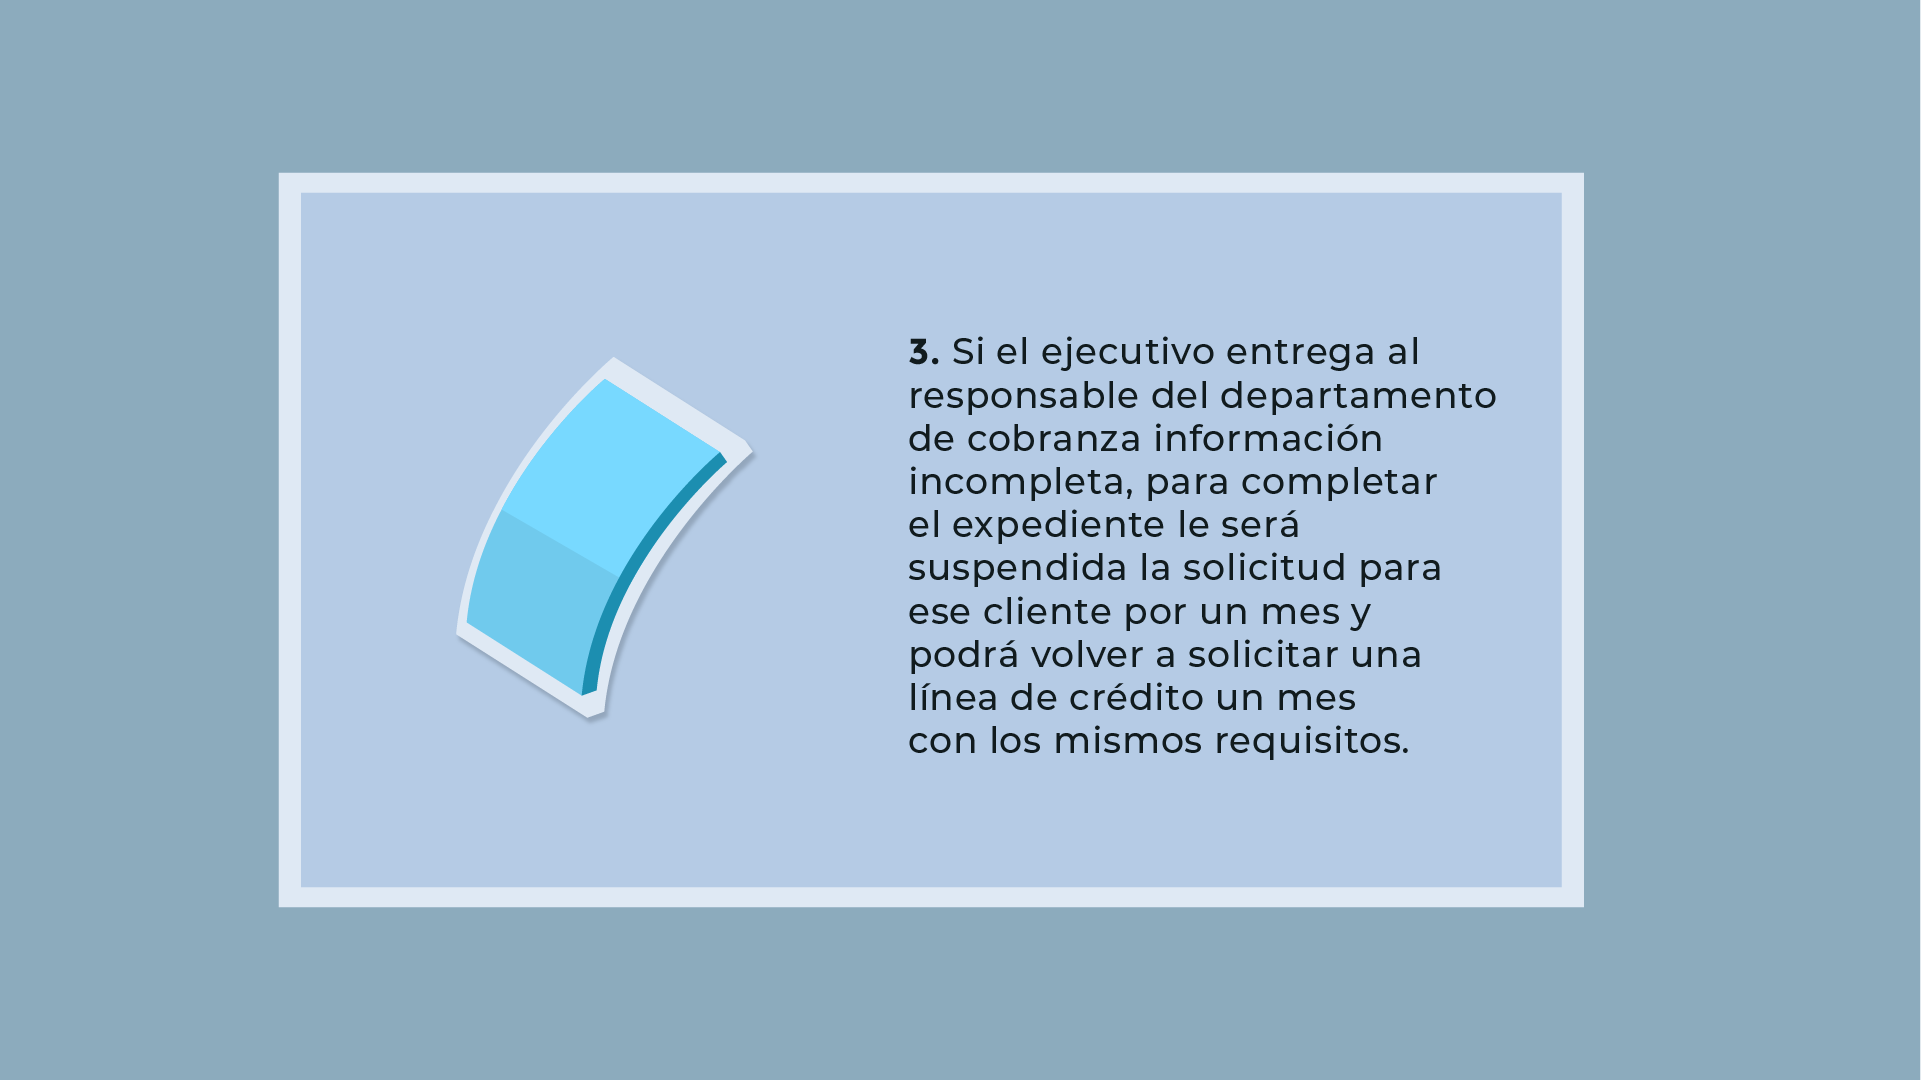 3. Si el ejecutivo entrega al
responsable del departamento
de cobranza información
incompleta, para completar
el expediente le será
suspendida la solicitud para
ese cliente por un mes y
podrá volver a solicitar una
línea de crédito un mes
con los mismos requisitos.